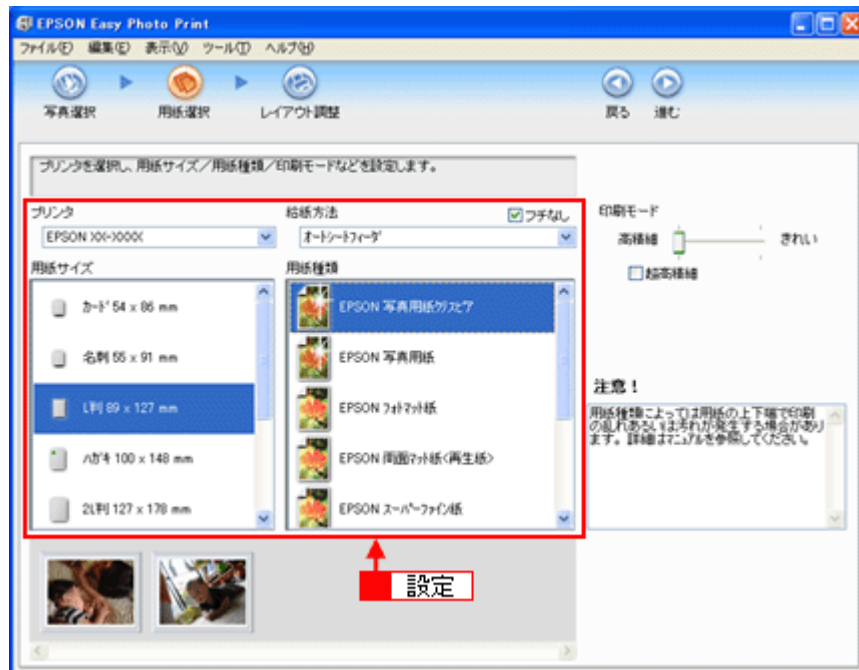 EPSON Easy Photo Print
ファイル(F) 編集(E) 表示(V) ツール(T) ヘルプ(H)
写真選択 用紙選択 レイアウト調整 戻る 進む
プリンタを選択し、用紙サイズ/用紙種類/印刷モードなどを設定します。
プリンタ 給紙方法 フチなし
EPSON XX-XXXX オートシートフィーダ
用紙サイズ 用紙種類
カード 54 x 86 mm
名刺 55 x 91 mm
L判 89 x 127 mm
ハガキ 100 x 148 mm
2L判 127 x 178 mm
EPSON 写真用紙クリスピア
EPSON 写真用紙
EPSON フォトマット紙
EPSON 両面マット紙<再生紙>
EPSON スーパーファイン紙
印刷モード
高精細 きれい
超高精細
注意!
用紙種類によっては用紙の上下端で印刷
の乱れあるいは汚れが発生する場合があり
ます。詳細はマニュアルを参照してください。
設定